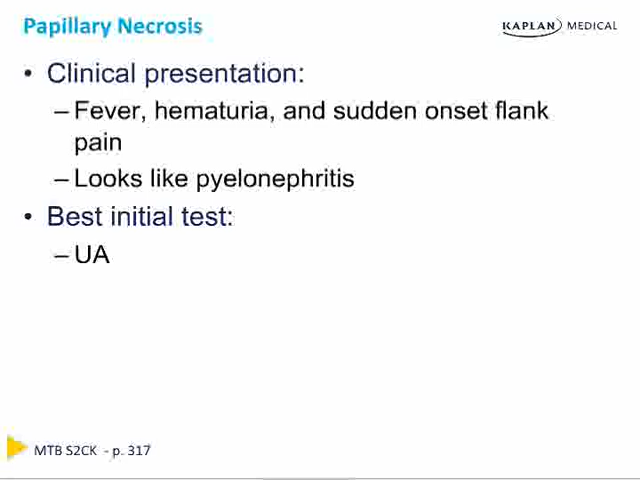 Papillary Necrosis
KAPLAN MEDICAL
• Clinical presentation:
– Fever, hematuria, and sudden onset flank
pain
– Looks like pyelonephritis
• Best initial test:
– UA
MTB S2CK - p. 317